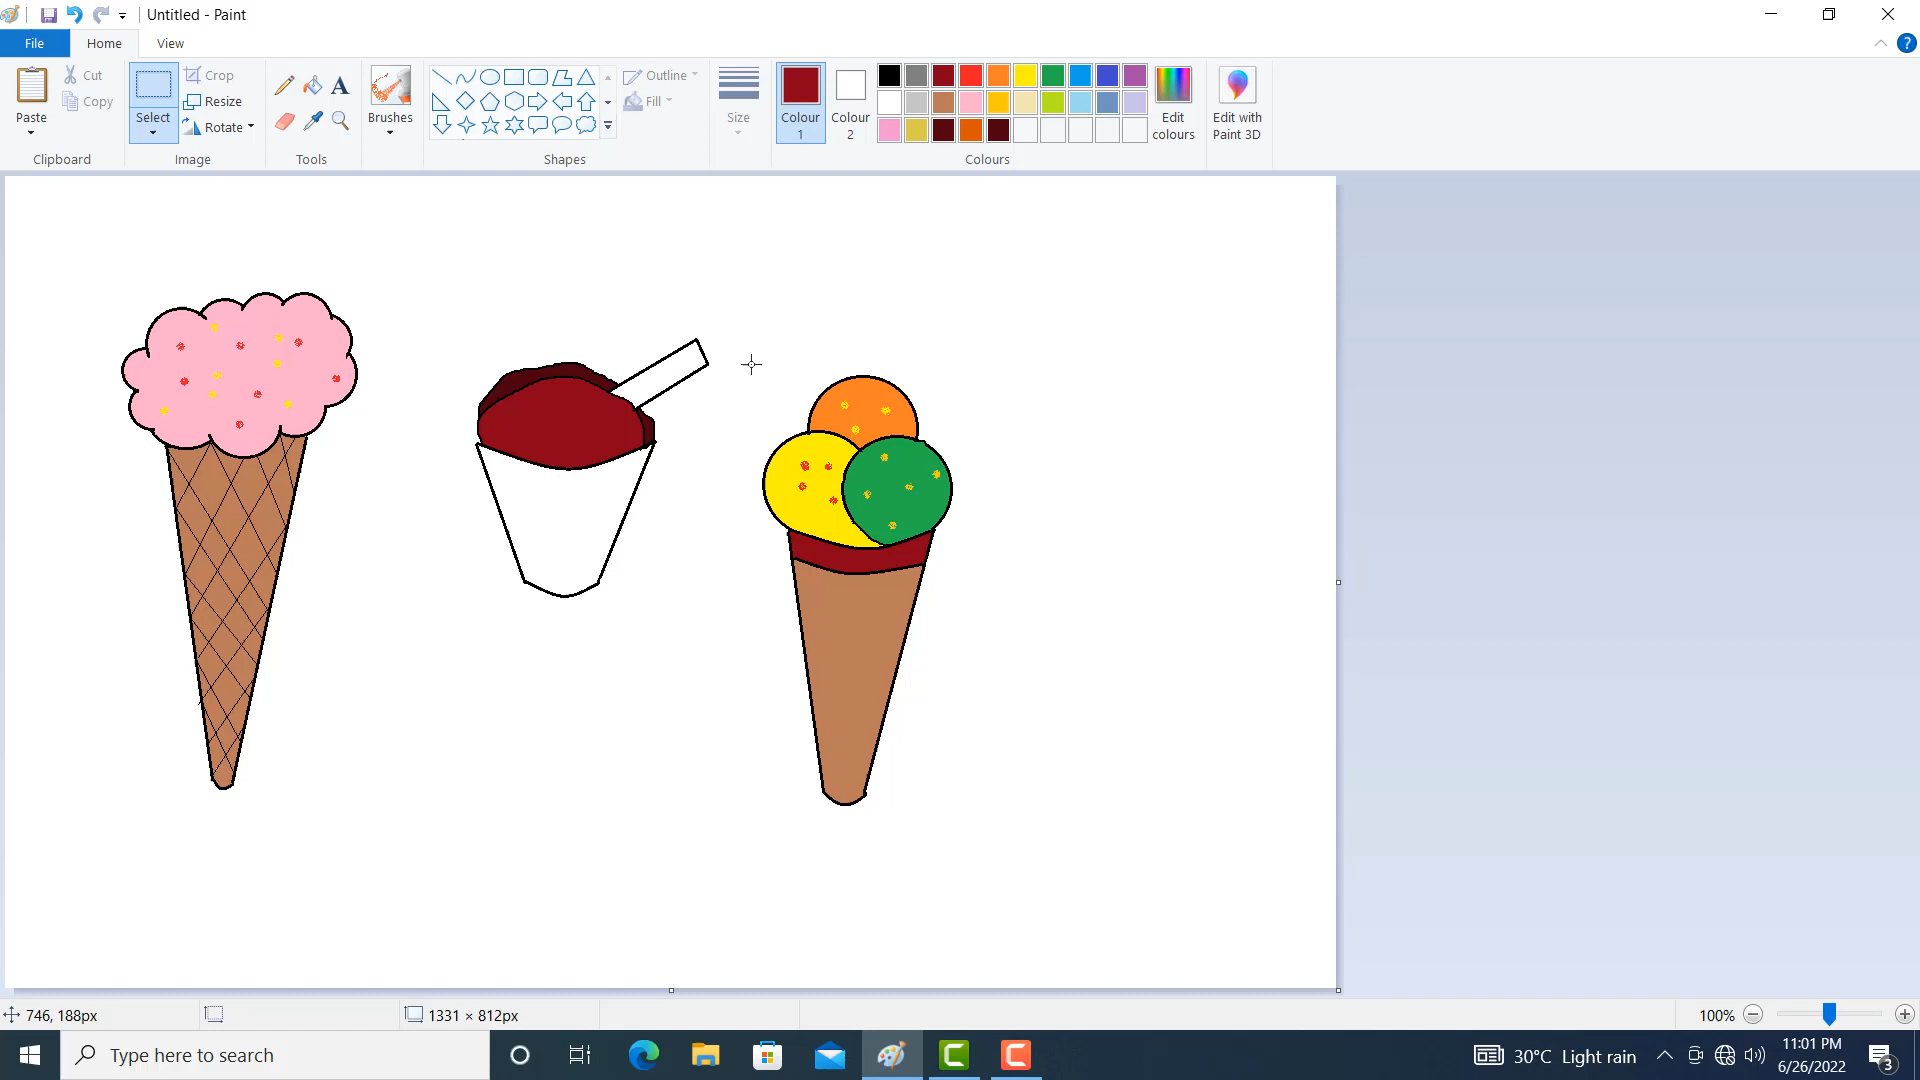 Untitled - Paint
File Home View
Paste
Cut
Copy
Clipboard
Select
Crop
Resize
Rotate
Image
Tools
Brushes
Outline
Fill
Shapes
Size
Colour 1
Colour 2
Edit colours
Colours
Edit with Paint 3D
746, 188px
1331 × 812px
100%
Type here to search
30°C Light rain
11:01 PM
6/26/2022
3